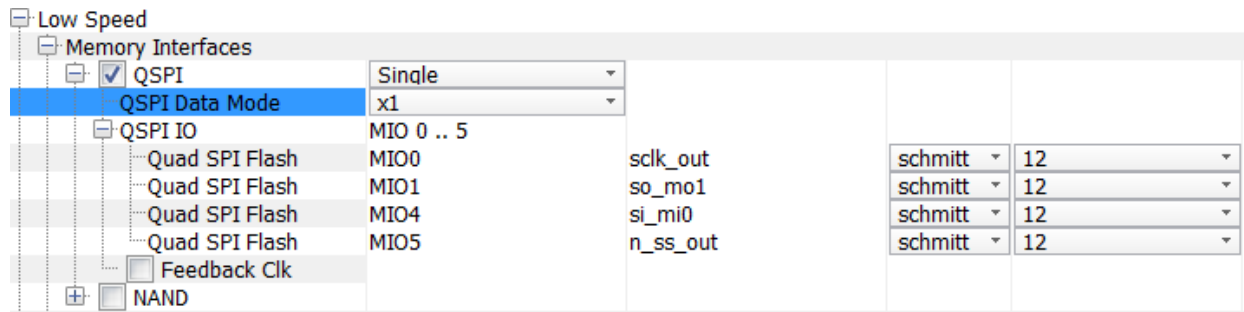 Low Speed
Memory Interfaces
QSPI Single
QSPI Data Mode x1
QSPI IO MIO 0 .. 5
Quad SPI Flash MIO0 sclk_out schmitt 12
Quad SPI Flash MIO1 so_mo1 schmitt 12
Quad SPI Flash MIO4 si_mi0 schmitt 12
Quad SPI Flash MIO5 n_ss_out schmitt 12
Feedback Clk
NAND